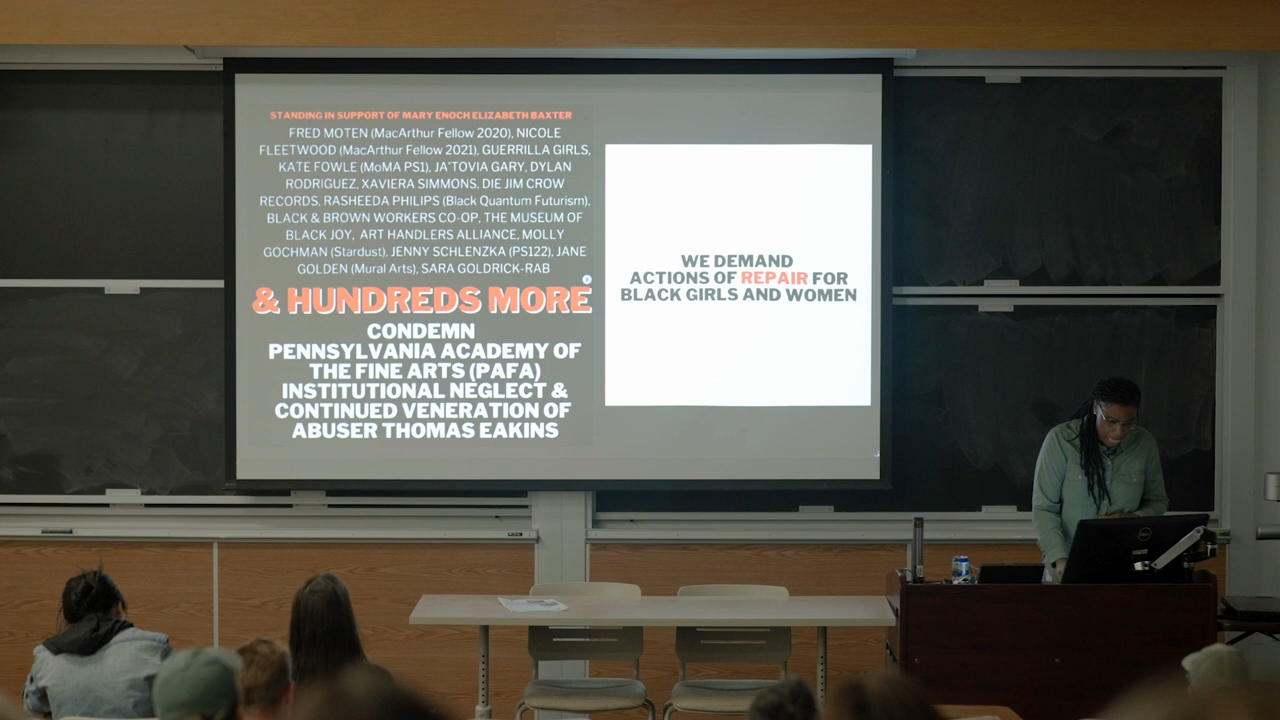 STANDING IN SUPPORT OF MARY ENOCH ELIZABETH BAXTER
FRED MOTEN (MacArthur Fellow 2020), NICOLE
FLEETWOOD (MacArthur Fellow 2021), GUERRILLA GIRLS,
KATE FOWLE (MoMA PS1), JA'TOVIA GARY, DYLAN
RODRIGUEZ, XAVIERA SIMMONS, DIE JIM CROW
RECORDS, RASHEEDA PHILIPS (Black Quantum Futurism),
BLACK & BROWN WORKERS CO-OP, THE MUSEUM OF
BLACK JOY, ART HANDLERS ALLIANCE, MOLLY
GOCHMAN (Stardust), JENNY SCHLENZKA (PS122), JANE
GOLDEN (Mural Arts), SARA GOLDRICK-RAB
& HUNDREDS MORE
CONDEMN
PENNSYLVANIA ACADEMY OF
THE FINE ARTS (PAFA)
INSTITUTIONAL NEGLECT &
CONTINUED VENERATION OF
ABUSER THOMAS EAKINS
WE DEMAND
ACTIONS OF REPAIR FOR
BLACK GIRLS AND WOMEN
DELL